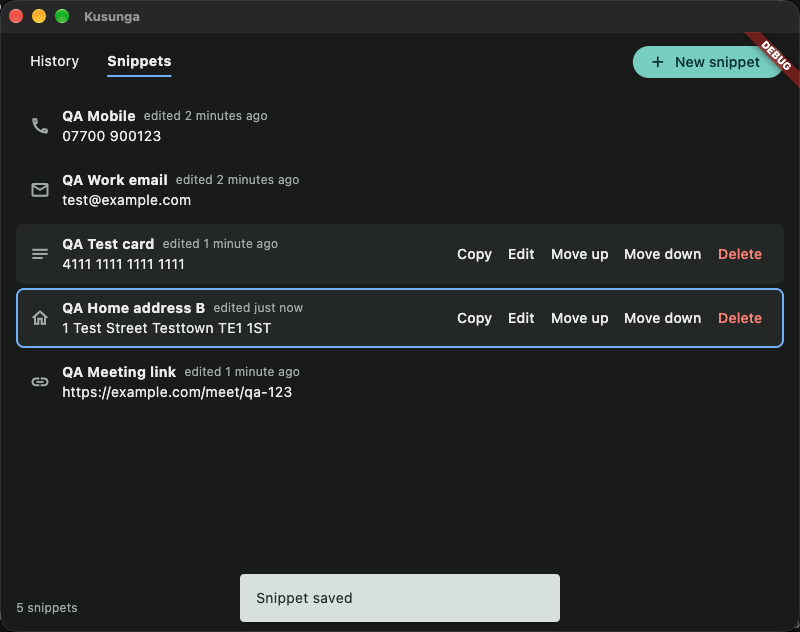 Kusunga
History Snippets + New snippet
DEBUG
QA Mobile edited 2 minutes ago
07700 900123
QA Work email edited 2 minutes ago
test@example.com
QA Test card edited 1 minute ago
4111 1111 1111 1111
Copy Edit Move up Move down Delete
QA Home address B edited just now
1 Test Street Testtown TE1 1ST
Copy Edit Move up Move down Delete
QA Meeting link edited 1 minute ago
https://example.com/meet/qa-123
Snippet saved
5 snippets